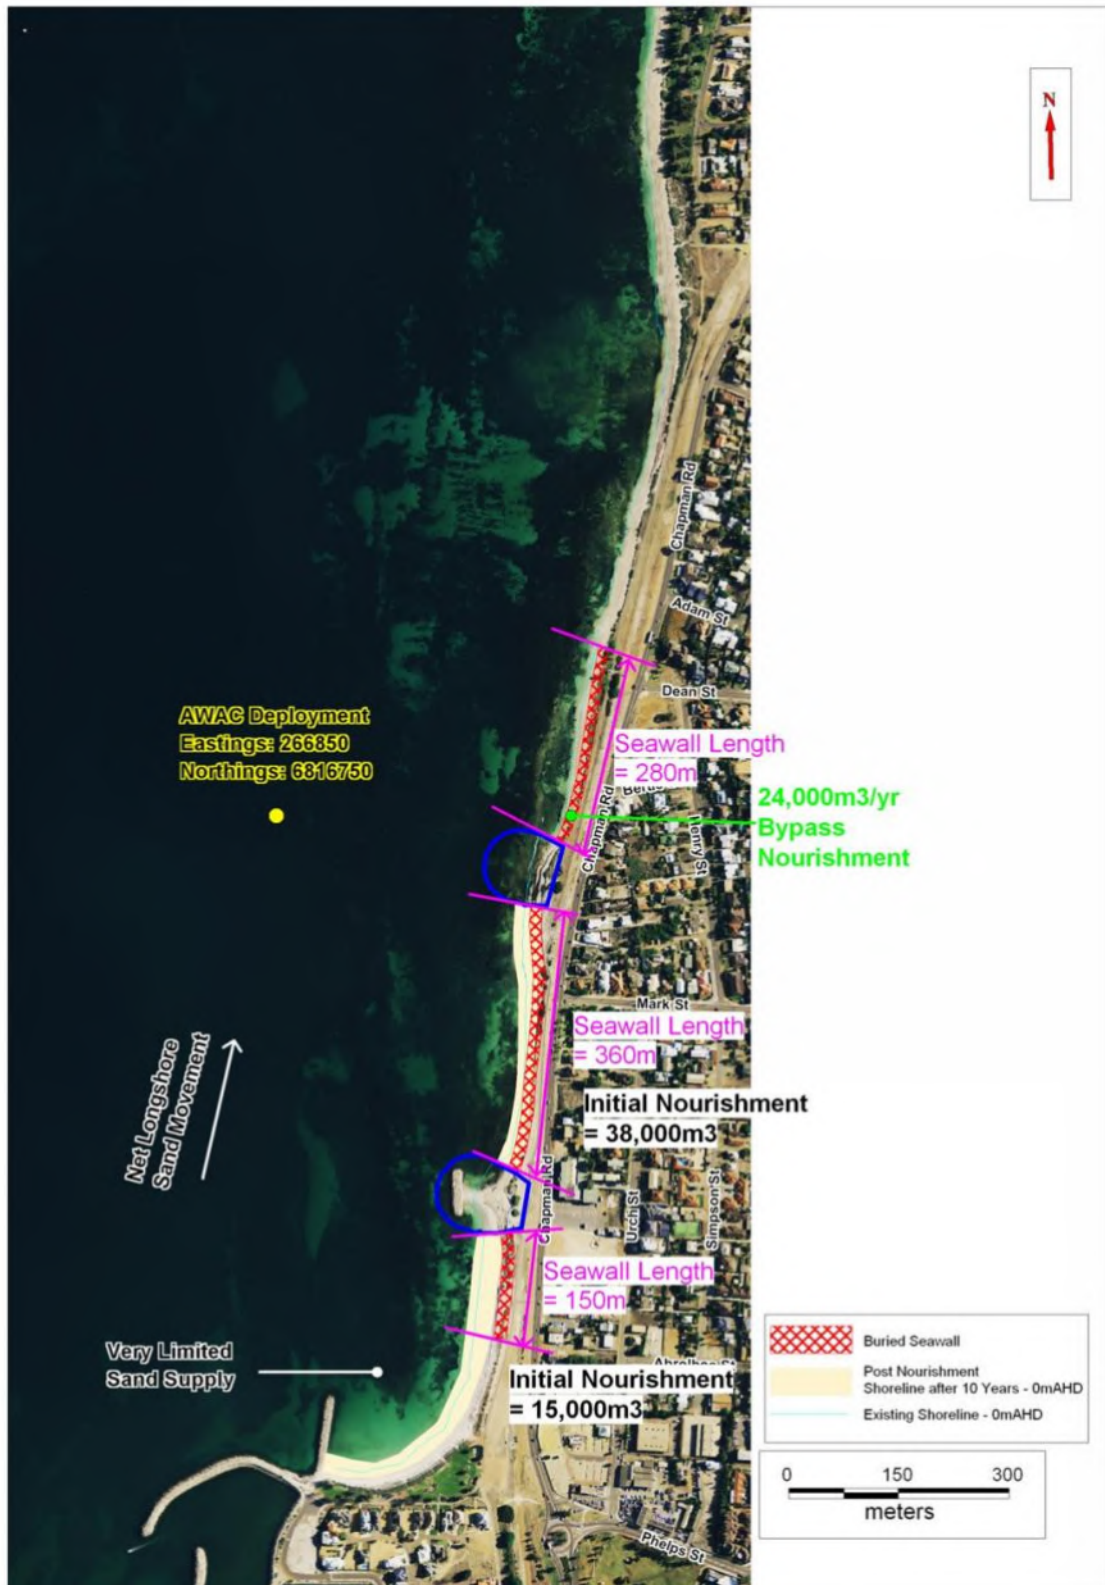 N
Chapman Rd
Adam St
Dean St
AWAC Deployment
Eastings: 266850
Northings: 6816750
Seawall Length
= 280m
24,000m3/yr
Bypass
Nourishment
Chapman Rd
Henry St
Mark St
Seawall Length
= 360m
Net Longshore
Sand Movement
Initial Nourishment
= 38,000m3
Chapman Rd
Urch St
Simpson St
Seawall Length
= 150m
Very Limited
Sand Supply
Initial Nourishment
= 15,000m3
Phelps St
Buried Seawall
Post Nourishment
Shoreline after 10 Years - 0mAHD
Existing Shoreline - 0mAHD
0 150 300
meters